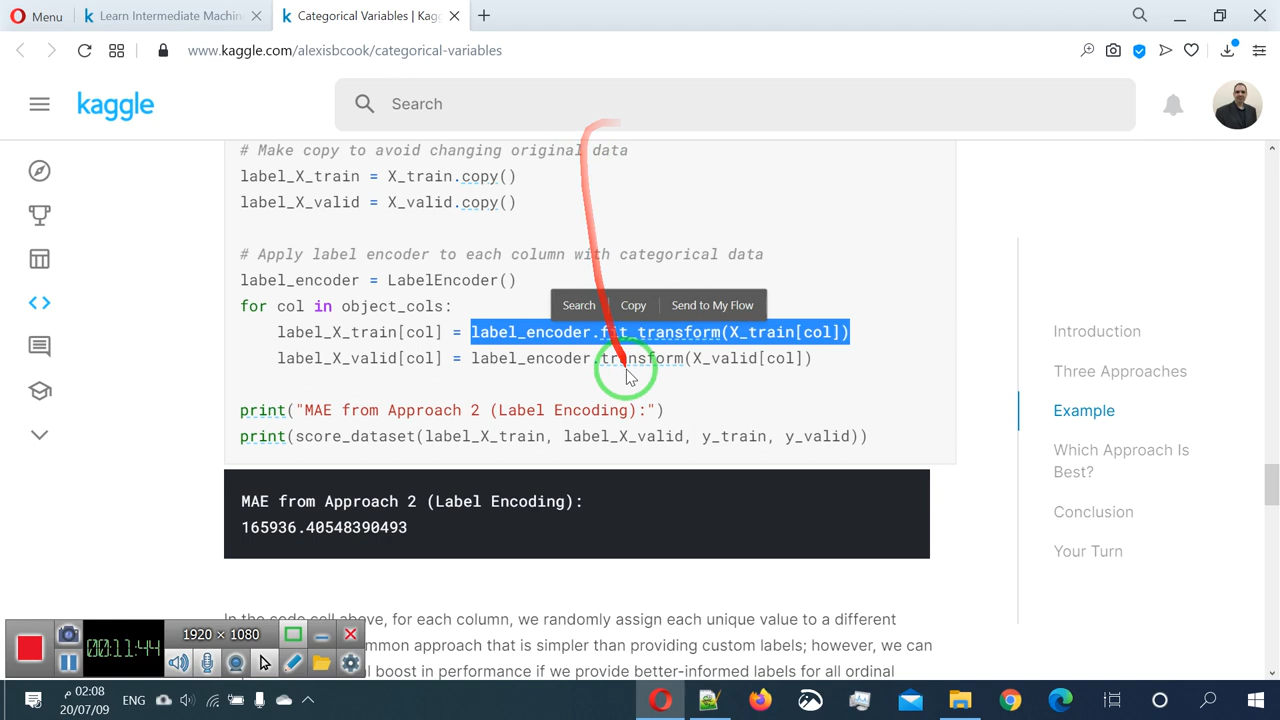 Menu
Learn Intermediate Machin
Categorical Variables | Kagg
www.kaggle.com/alexisbcook/categorical-variables
kaggle
Search
# Make copy to avoid changing original data
label_X_train = X_train.copy()
label_X_valid = X_valid.copy()
# Apply label encoder to each column with categorical data
label_encoder = LabelEncoder()
for col in object_cols:
Search
Copy
Send to My Flow
label_X_train[col] = label_encoder.fit_transform(X_train[col])
label_X_valid[col] = label_encoder.transform(X_valid[col])
print("MAE from Approach 2 (Label Encoding):")
print(score_dataset(label_X_train, label_X_valid, y_train, y_valid))
MAE from Approach 2 (Label Encoding):
165936.40548390493
In the code cell above, for each column, we randomly assign each unique value to a different
mmon approach that is simpler than providing custom labels; however, we can
al boost in performance if we provide better-informed labels for all ordinal
Introduction
Three Approaches
Example
Which Approach Is
Best?
Conclusion
Your Turn
00:11:44
1920 × 1080
02:08 م
20/07/09
ENG